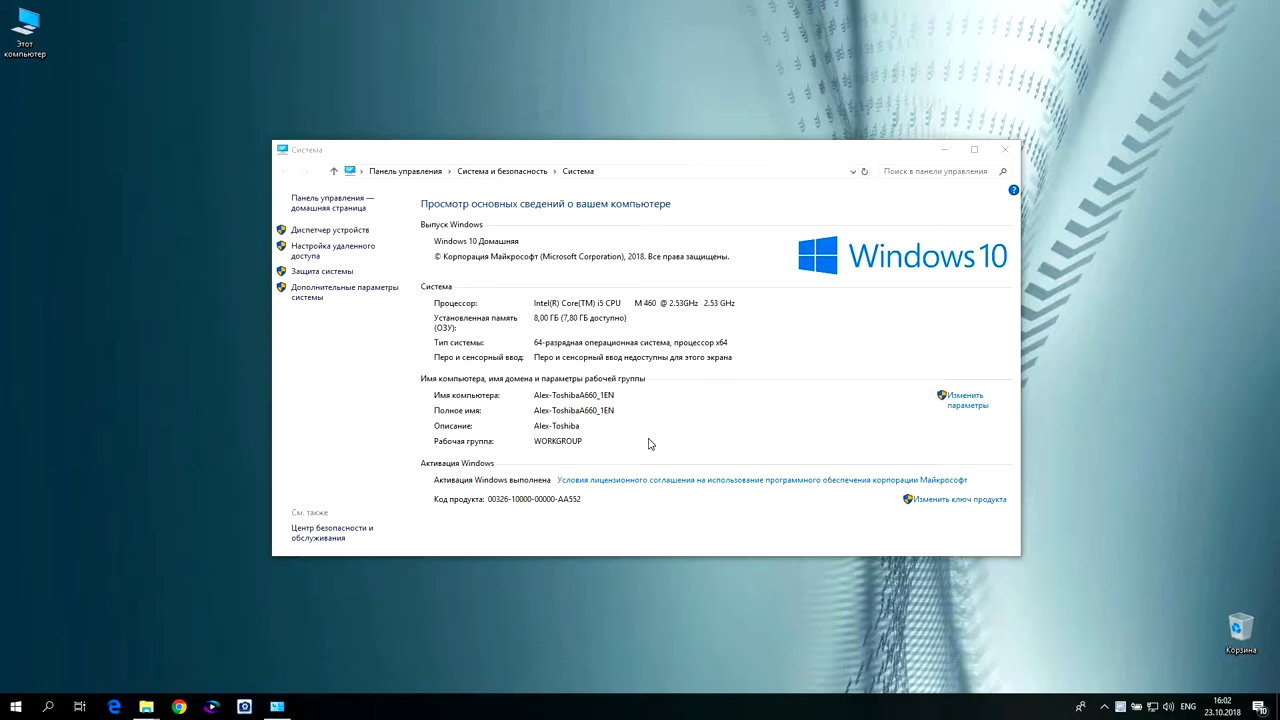 Этот
компьютер
Система
Панель управления › Система и безопасность › Система
Поиск в панели управления
Панель управления —
домашняя страница
Диспетчер устройств
Настройка удаленного
доступа
Защита системы
Дополнительные параметры
системы
См. также
Центр безопасности и
обслуживания
Просмотр основных сведений о вашем компьютере
Выпуск Windows
Windows 10 Домашняя
© Корпорация Майкрософт (Microsoft Corporation), 2018. Все права защищены.
Windows 10
Система
Процессор: Intel(R) Core(TM) i5 CPU M 460 @ 2.53GHz 2.53 GHz
Установленная память 8,00 ГБ (7,80 ГБ доступно)
(ОЗУ):
Тип системы: 64-разрядная операционная система, процессор x64
Перо и сенсорный ввод: Перо и сенсорный ввод недоступны для этого экрана
Имя компьютера, имя домена и параметры рабочей группы
Имя компьютера: Alex-ToshibaA660_1EN
Изменить
параметры
Полное имя: Alex-ToshibaA660_1EN
Описание: Alex-Toshiba
Рабочая группа: WORKGROUP
Активация Windows
Активация Windows выполнена Условия лицензионного соглашения на использование программного обеспечения корпорации Майкрософт
Код продукта: 00326-10000-00000-AA552 Изменить ключ продукта
Корзина
ENG
16:02
23.10.2018
10